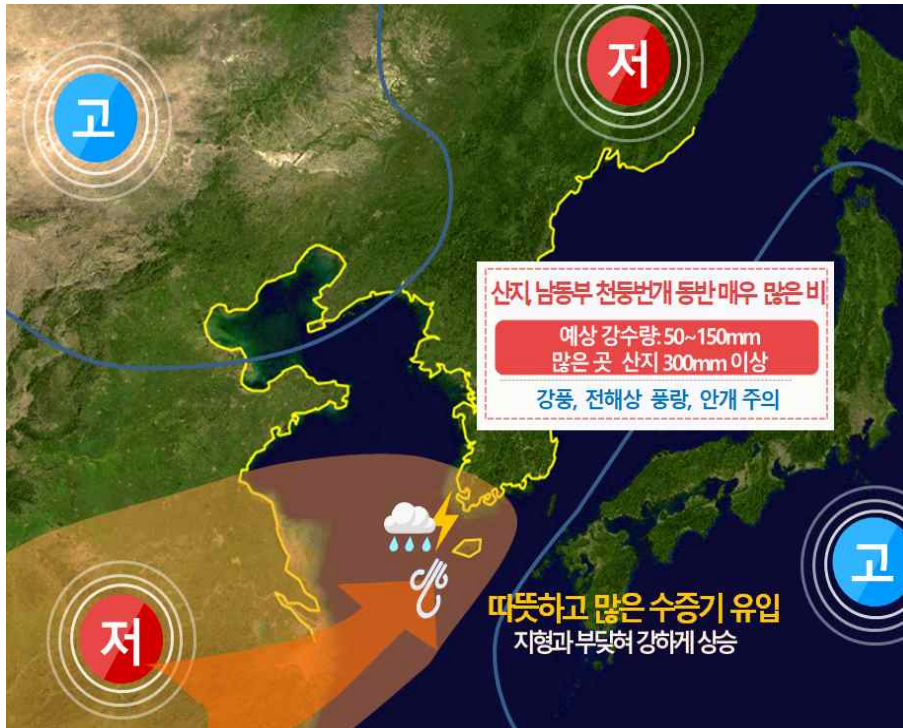 고
저
산지, 남동부 천둥번개 동반 매우 많은 비
예상 강수량: 50~150mm
많은 곳 산지 300mm 이상
강풍, 전해상 풍랑, 안개 주의
고
따뜻하고 많은 수증기 유입
지형과 부딪혀 강하게 상승
저